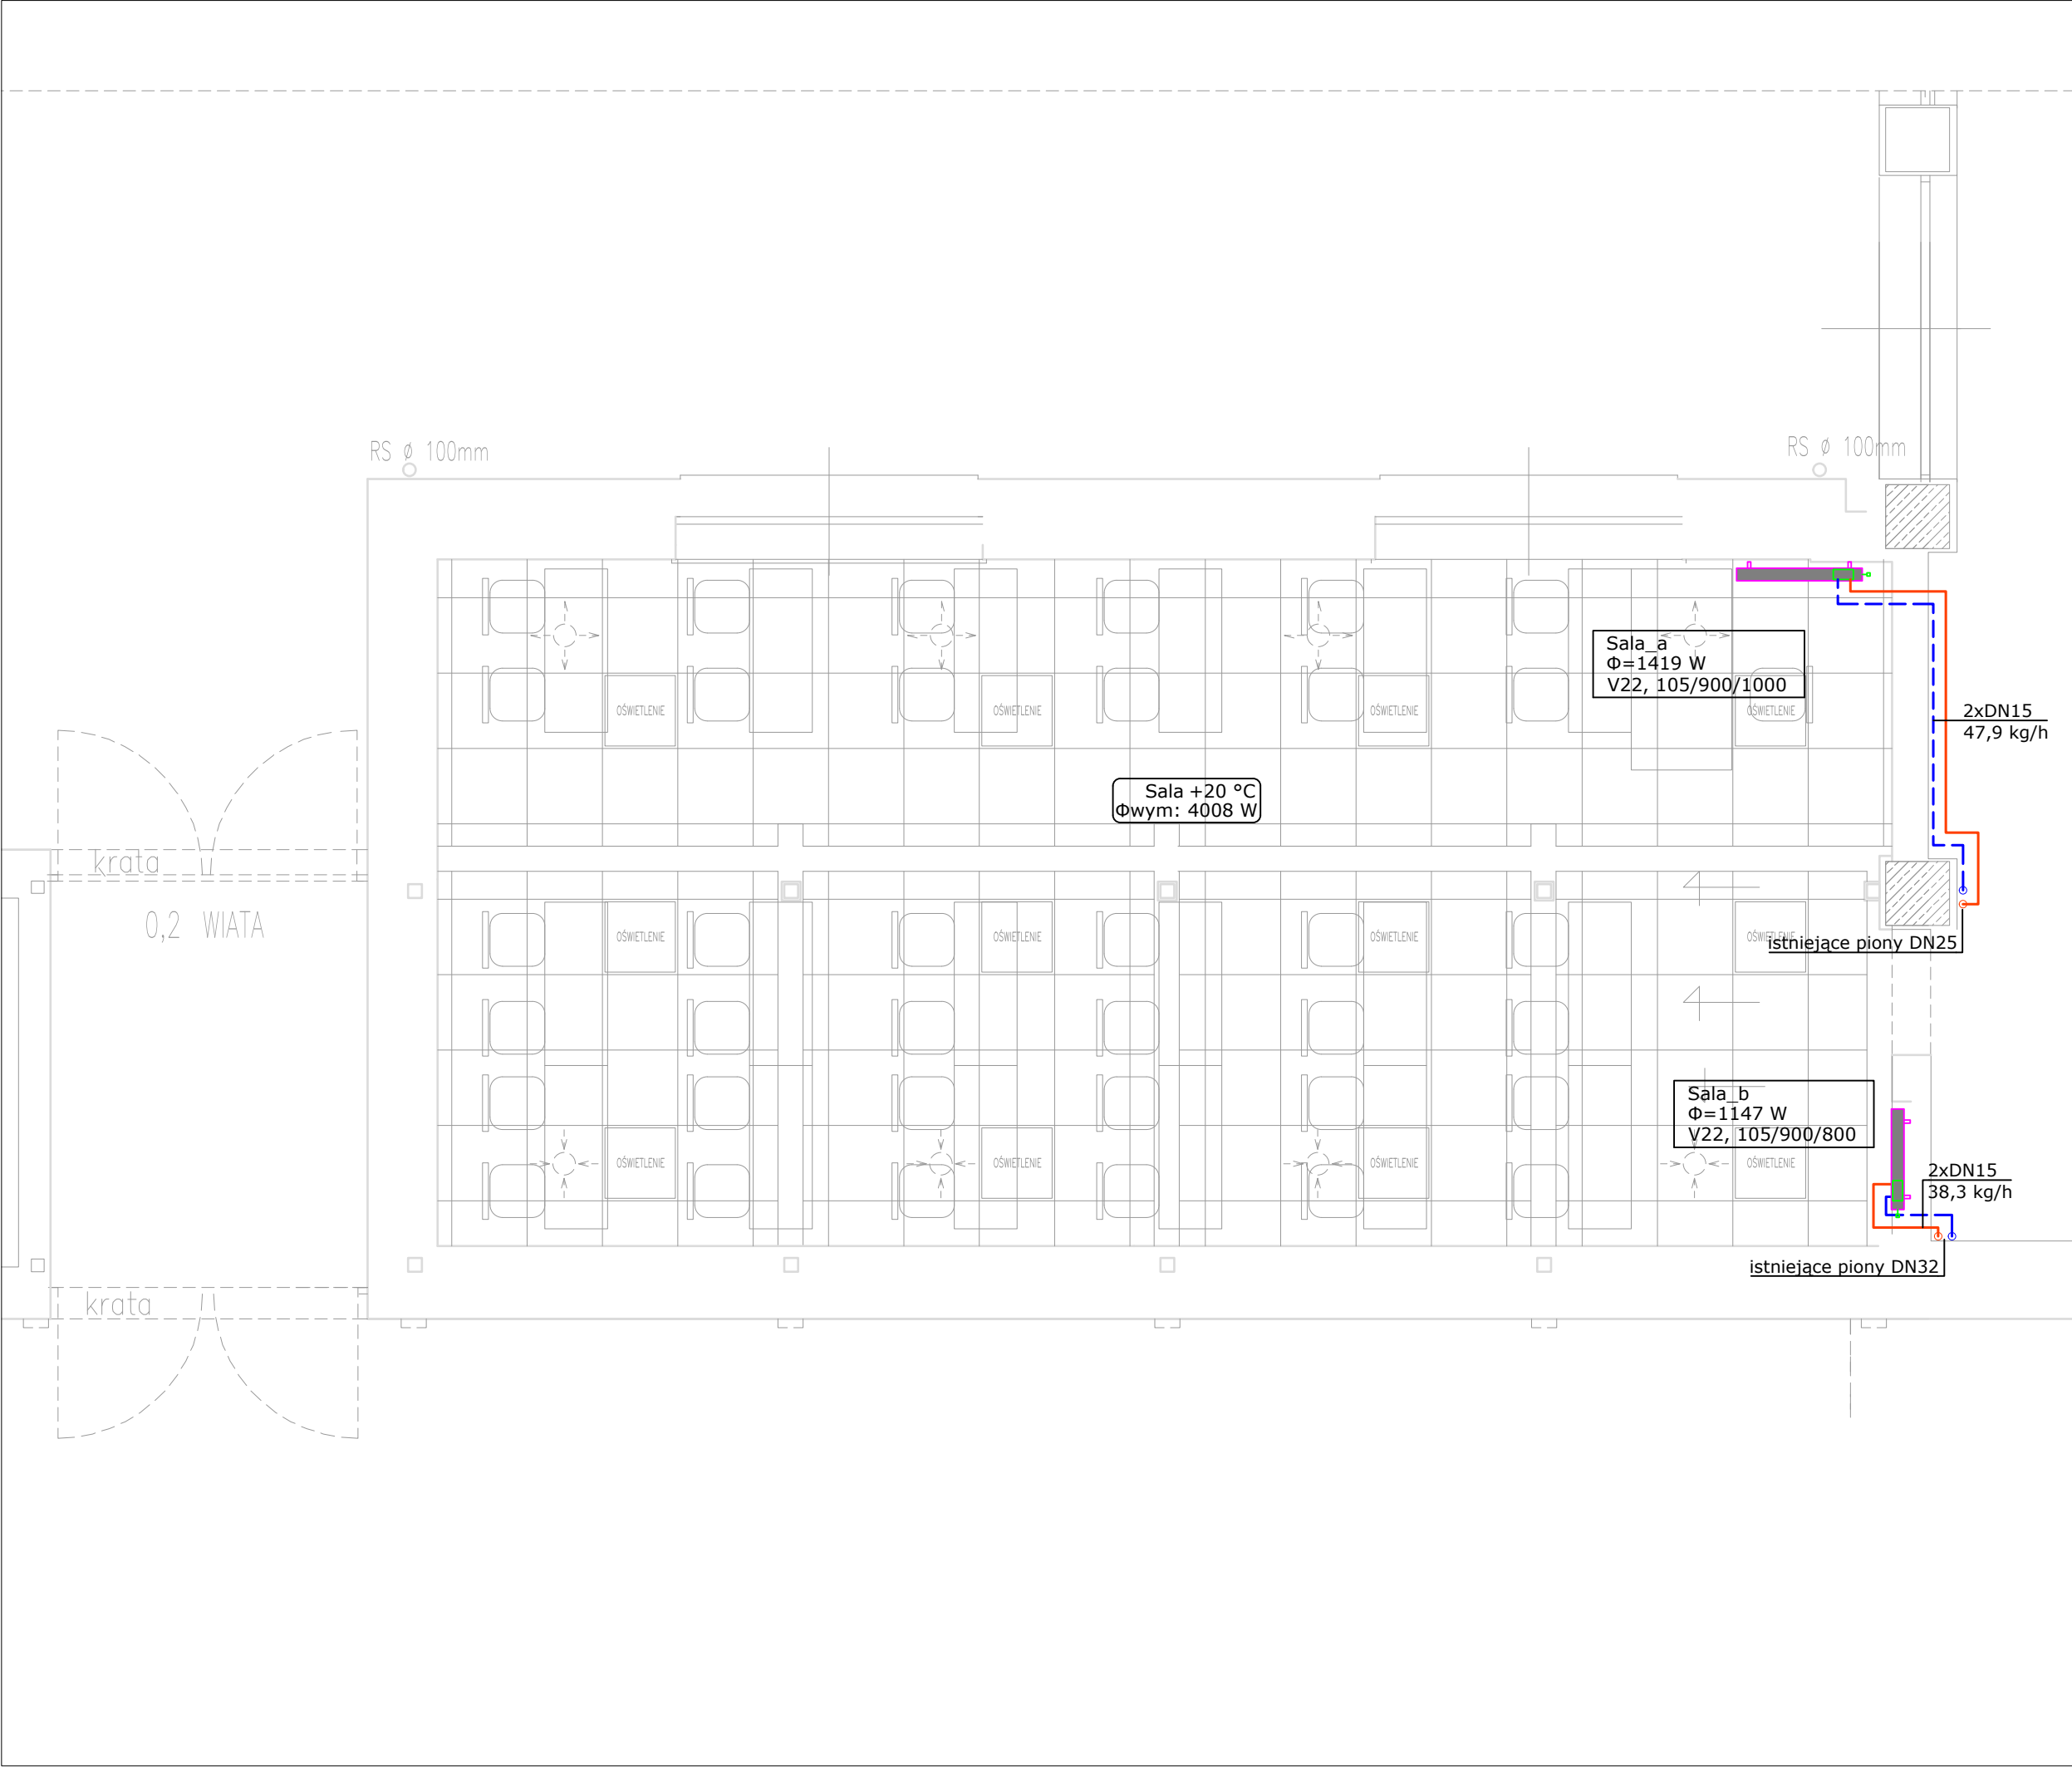 RS ø 100mm
RS ø 100mm
Sala_a
Φ=1419 W
V22, 105/900/1000
OŚWIETLENIE
OŚWIETLENIE
OŚWIETLENIE
OŚWIETLENIE
2xDN15
47,9 kg/h
Sala +20 °C
Φwym: 4008 W
krata
0,2 WIATA
OŚWIETLENIE
OŚWIETLENIE
OŚWIETLENIE
OŚWIETLENIE
istniejące piony DN25
Sala_b
Φ=1147 W
V22, 105/900/800
OŚWIETLENIE
OŚWIETLENIE
OŚWIETLENIE
OŚWIETLENIE
2xDN15
38,3 kg/h
istniejące piony DN32
krata